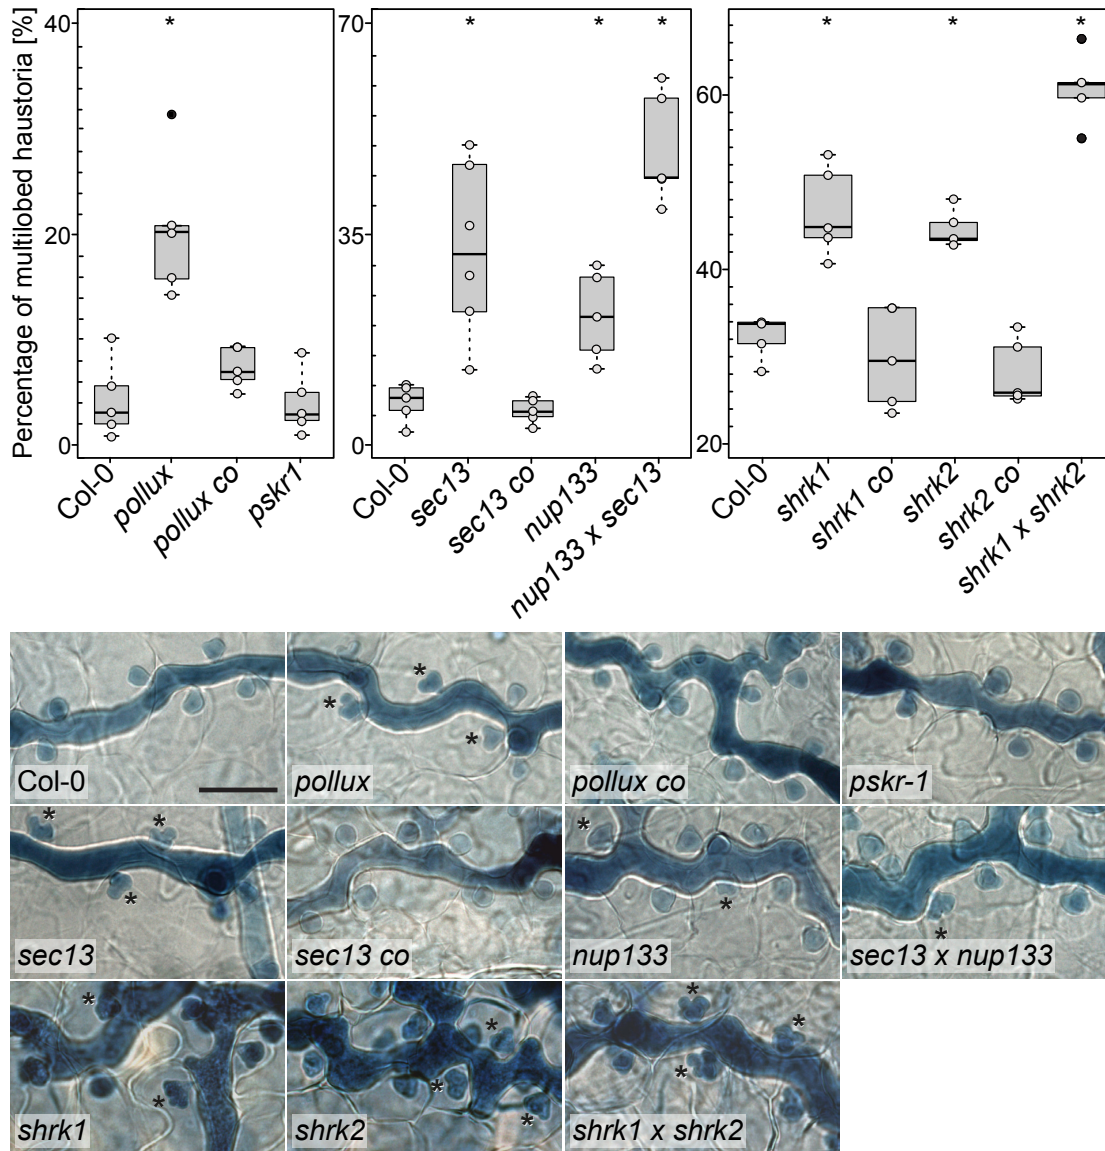 Percentage of multilobed haustoria [%]
40
20
0
*
Col-0
pollux
pollux co
pskr1
70
35
0
* * *
Col-0
sec13
sec13 co
nup133
nup133 x sec13
60
40
20
* * *
Col-0
shrk1
shrk1 co
shrk2
shrk2 co
shrk1 x shrk2
* * *
Col-0 pollux pollux co pskr-1
* * * * * *
sec13 sec13 co nup133 sec13 x nup133
* * * * * * * *
shrk1 shrk2 shrk1 x shrk2